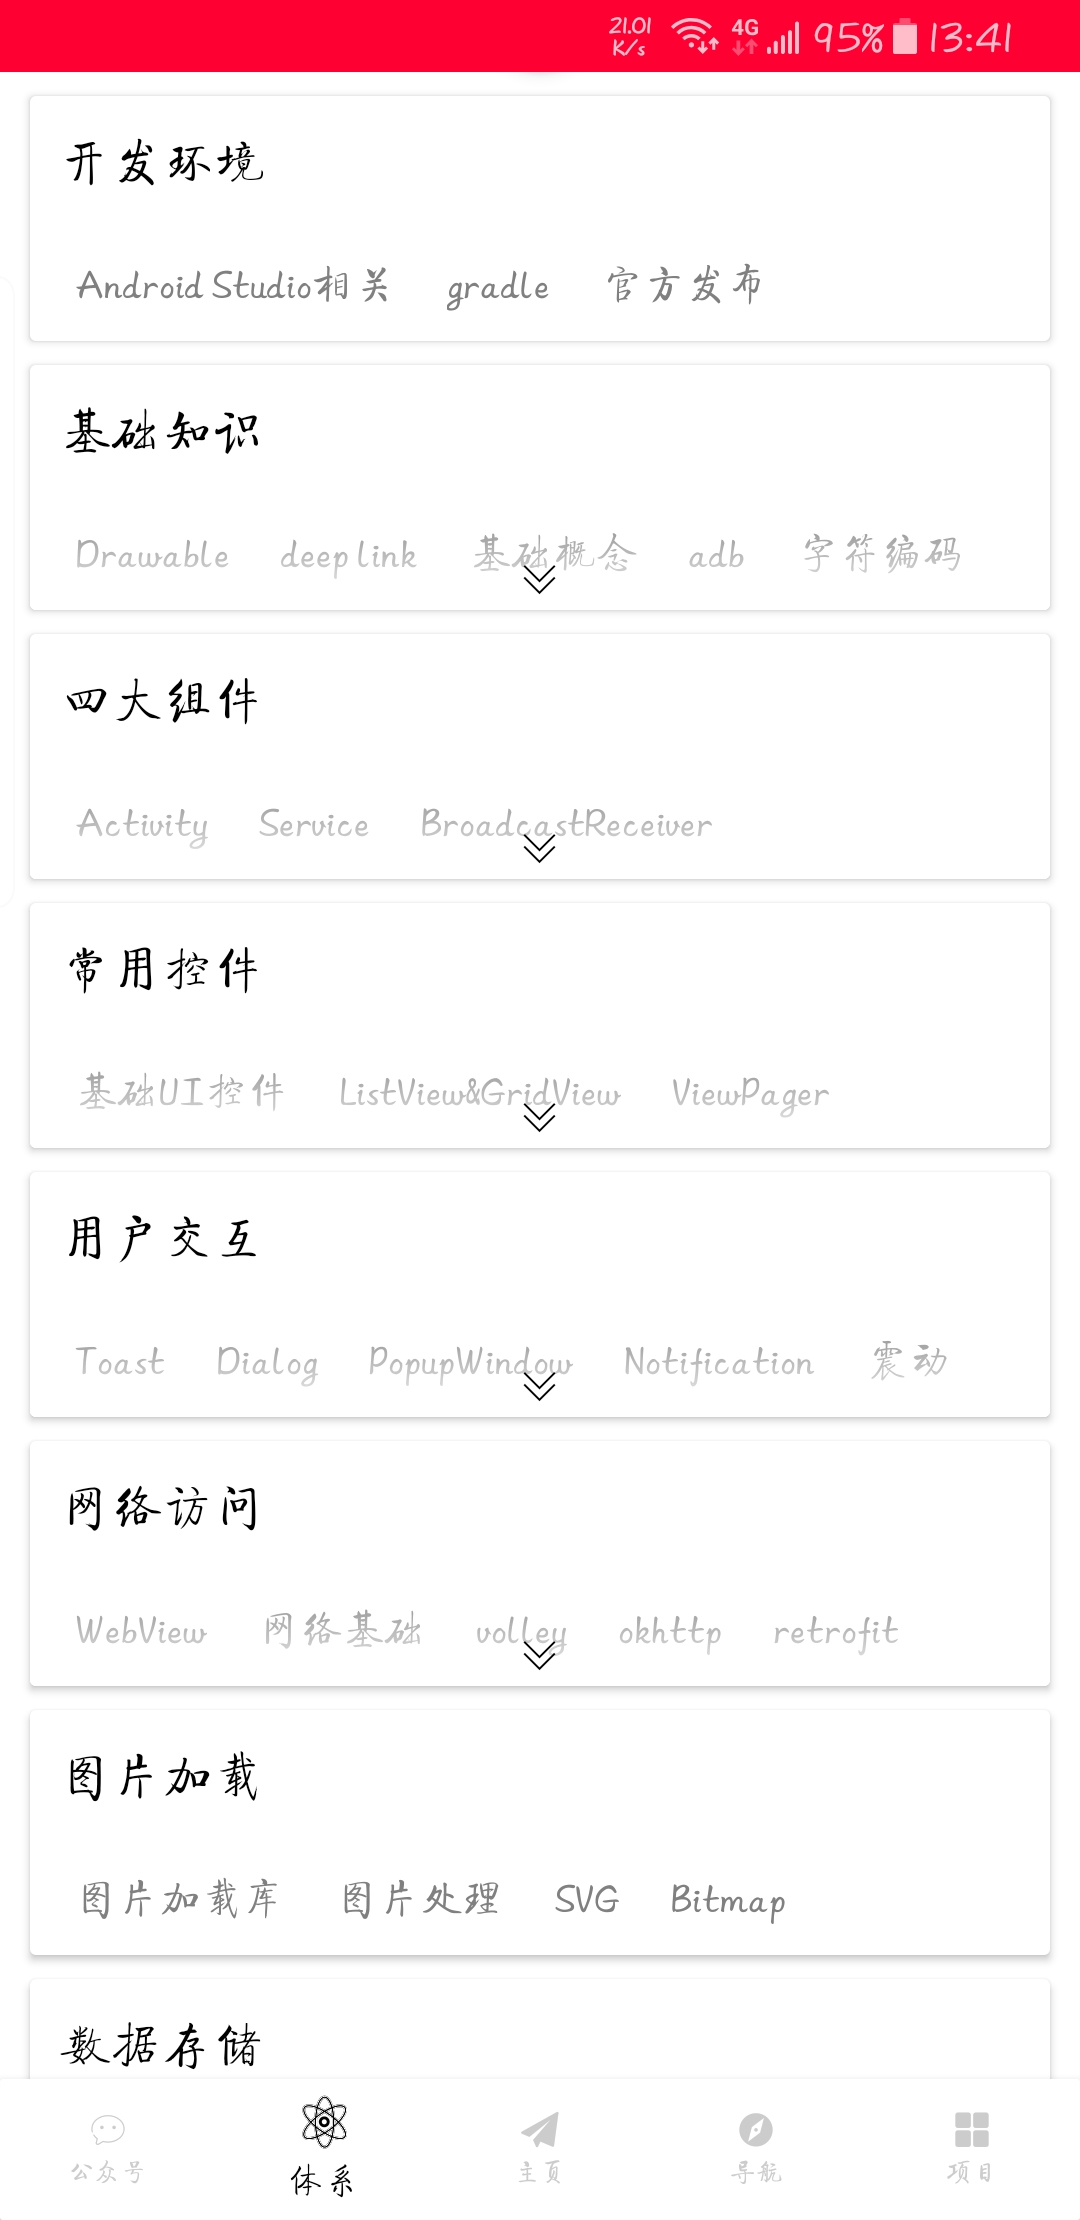 21.01 K/s 4G 95% 13:41
开发环境
Android Studio相关 gradle 官方发布
基础知识
Drawable deep link 基础概念 adb 字符编码
四大组件
Activity Service BroadcastReceiver
常用控件
基础UI控件 ListView&GridView ViewPager
用户交互
Toast Dialog PopupWindow Notification 震动
网络访问
WebView 网络基础 volley okhttp retrofit
图片加载
图片加载库 图片处理 SVG Bitmap
数据存储
公众号 体系 主页 导航 项目